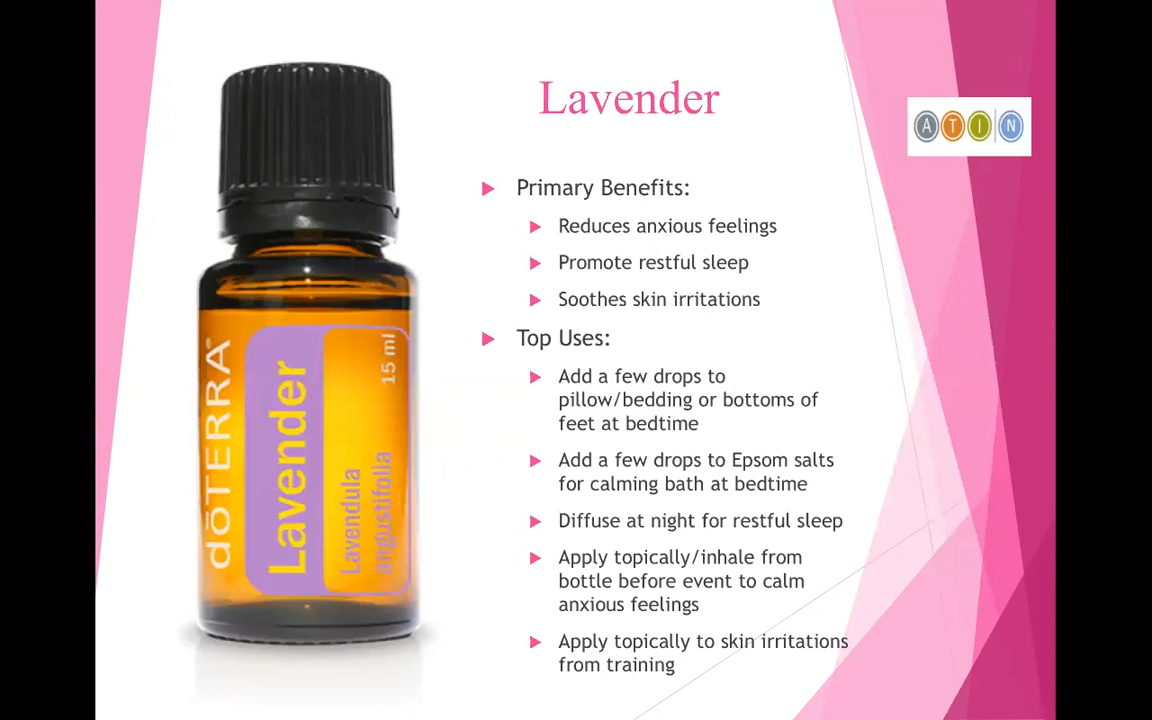 Lavender
A T I N
Primary Benefits:
Reduces anxious feelings
Promote restful sleep
Soothes skin irritations
Top Uses:
Add a few drops to
pillow/bedding or bottoms of
feet at bedtime
Add a few drops to Epsom salts
for calming bath at bedtime
Diffuse at night for restful sleep
Apply topically/inhale from
bottle before event to calm
anxious feelings
Apply topically to skin irritations
from training
dōTERRA®
Lavender
Lavendula
angustifolia
15 ml